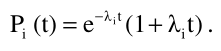 Pᵢ (t) = e^{-λᵢt}(1+λᵢt) .